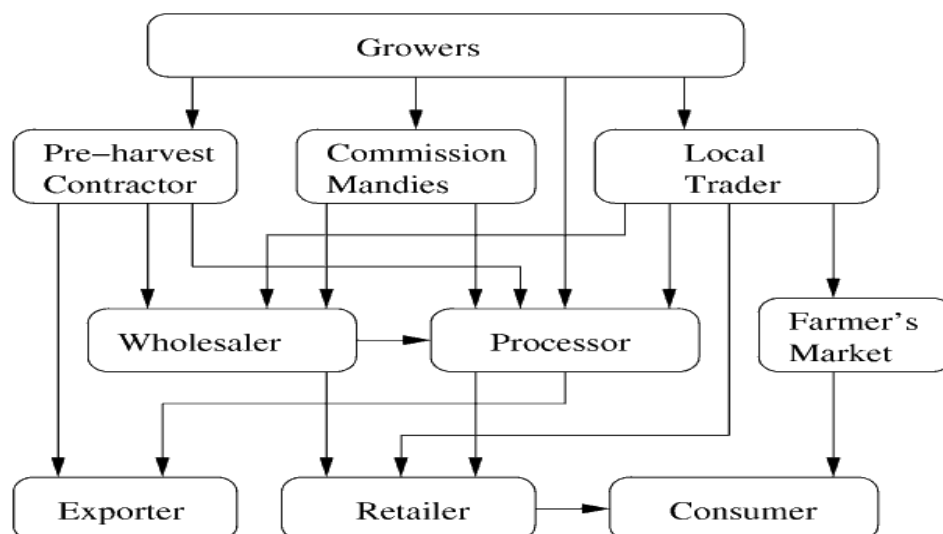 Growers
Pre-harvest
Contractor
Commission
Mandies
Local
Trader
Wholesaler
Processor
Farmer's
Market
Exporter
Retailer
Consumer